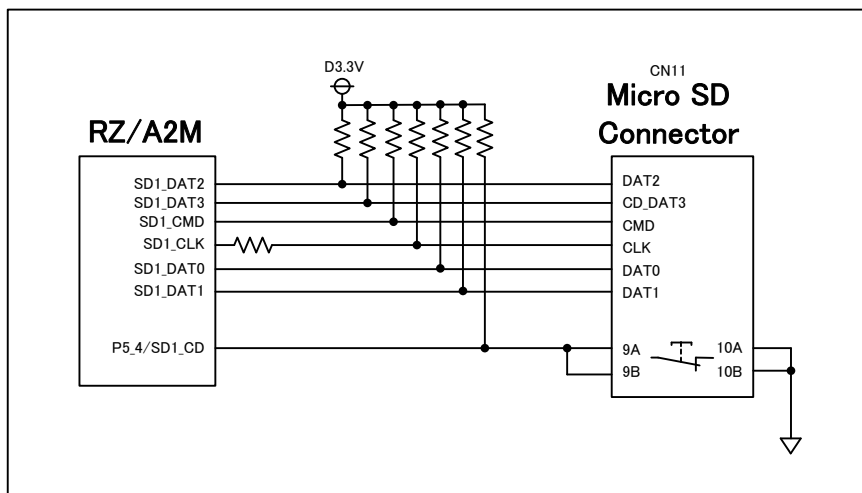 D3.3V
CN11
Micro SD
Connector
RZ/A2M
SD1_DAT2
SD1_DAT3
SD1_CMD
SD1_CLK
SD1_DAT0
SD1_DAT1
P5_4/SD1_CD
DAT2
CD_DAT3
CMD
CLK
DAT0
DAT1
9A
9B
10A
10B